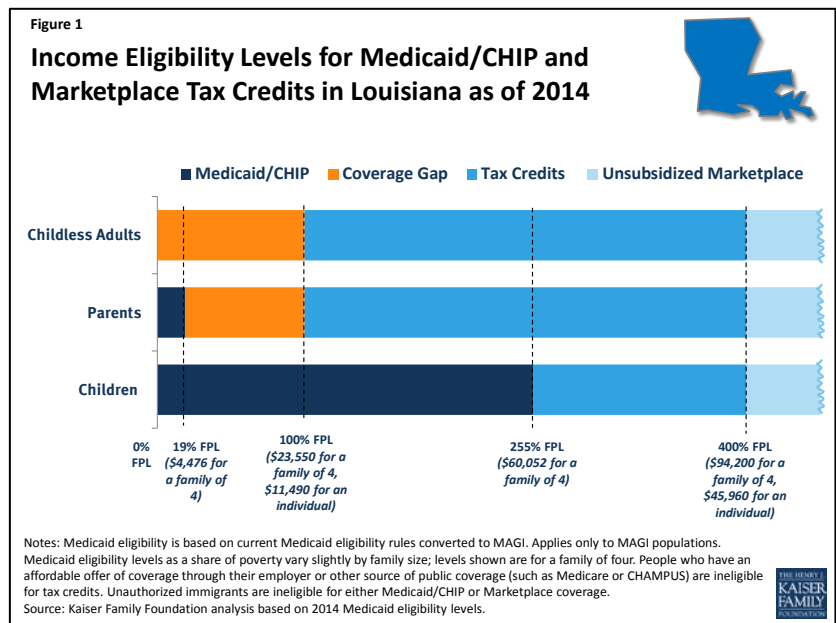 Figure 1
Income Eligibility Levels for Medicaid/CHIP and
Marketplace Tax Credits in Louisiana as of 2014
Medicaid/CHIP Coverage Gap Tax Credits Unsubsidized Marketplace
Childless Adults
Parents
Children
0%
FPL
19% FPL
($4,476 for
a family of
4)
100% FPL
($23,550 for a
family of 4,
$11,490 for an
individual)
255% FPL
($60,052 for a
family of 4)
400% FPL
($94,200 for a
family of 4,
$45,960 for an
individual)
Notes: Medicaid eligibility is based on current Medicaid eligibility rules converted to MAGI. Applies only to MAGI populations.
Medicaid eligibility levels as a share of poverty vary slightly by family size; levels shown are for a family of four. People who have an
affordable offer of coverage through their employer or other source of public coverage (such as Medicare or CHAMPUS) are ineligible
for tax credits. Unauthorized immigrants are ineligible for either Medicaid/CHIP or Marketplace coverage.
Source: Kaiser Family Foundation analysis based on 2014 Medicaid eligibility levels.
THE HENRY J.
KAISER
FAMILY
FOUNDATION